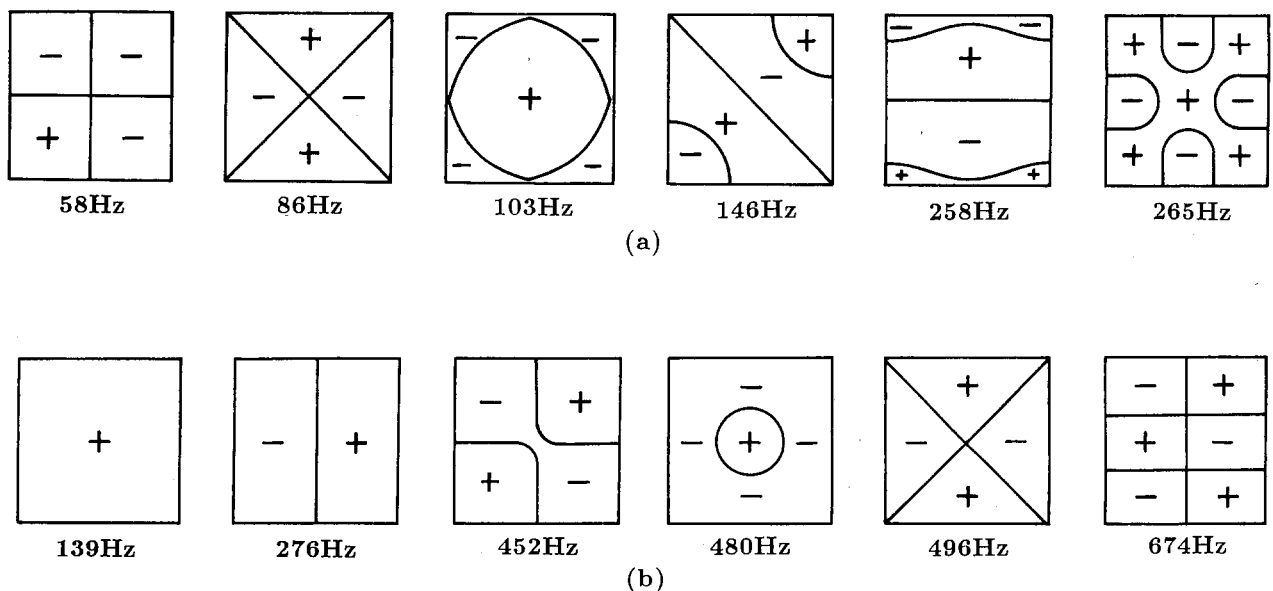 − −
+ −
58Hz
+
− −
+
86Hz
− −
+
− −
103Hz
+
−
+
−
146Hz
− −
+
−
+ +
258Hz
+ − +
− + −
+ − +
265Hz
(a)
+
139Hz
− +
276Hz
− +
+ −
452Hz
−
− + −
−
480Hz
+
− −
+
496Hz
− +
+ −
− +
674Hz
(b)